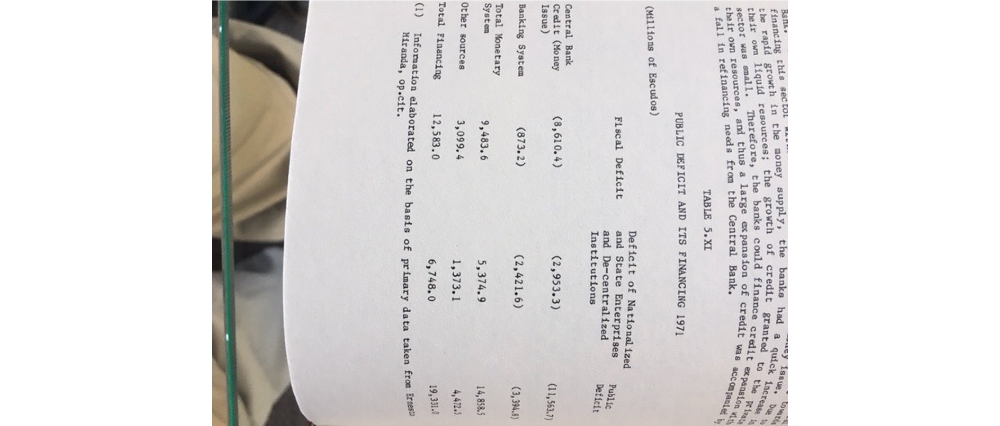 Bank.
financing this sector
the rapid growth in the money supply, the banks had a quick increase in
their own liquid resources; the growth of credit granted to the private
sector was small. Therefore, the banks could finance credit expansion with
their own resources, and thus a large expansion of credit was accompanied by
a fall in refinancing needs from the Central Bank.
TABLE 5.XI
PUBLIC DEFICIT AND ITS FINANCING 1971
(Millions of Escudos)
Fiscal Deficit Deficit of Nationalized and State Enterprises and De-centralized Institutions Public Deficit
Central Bank
Credit (Money (8,610.4) (2,953.3) (11,563.7)
Issue)
Banking System (873.2) (2,421.6) (3,394.8)
Total Monetary
System 9,483.6 5,374.9 14,858.5
Other sources 3,099.4 1,373.1 4,472.5
Total Financing 12,583.0 6,748.0 19,331.0
(1) Information elaborated on the basis of primary data taken from Ernesto
Miranda, op.cit.